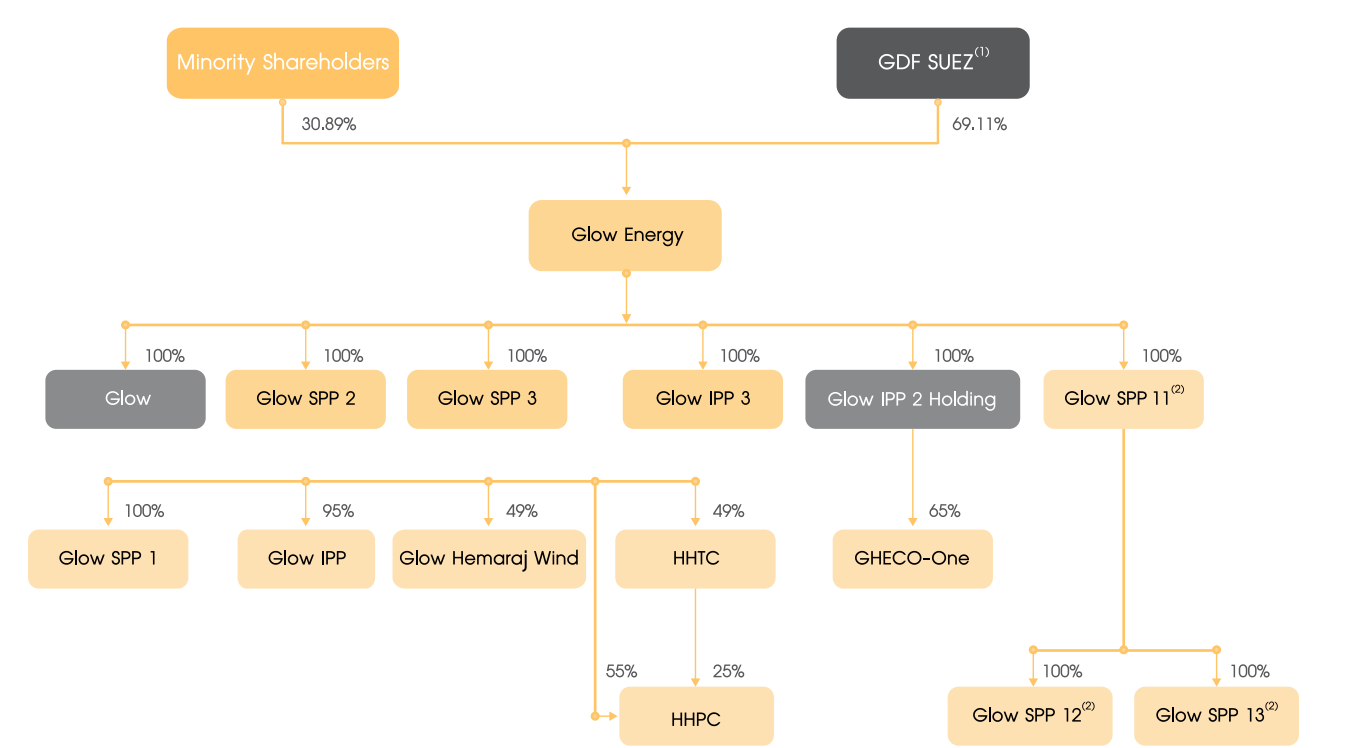 Minority Shareholders
GDF SUEZ(1)
30.89%
69.11%
Glow Energy
100%
100%
100%
100%
100%
100%
Glow
Glow SPP 2
Glow SPP 3
Glow IPP 3
Glow IPP 2 Holding
Glow SPP 11(2)
100%
95%
49%
49%
65%
Glow SPP 1
Glow IPP
Glow Hemaraj Wind
HHTC
GHECO-One
55%
25%
100%
100%
HHPC
Glow SPP 12(2)
Glow SPP 13(2)